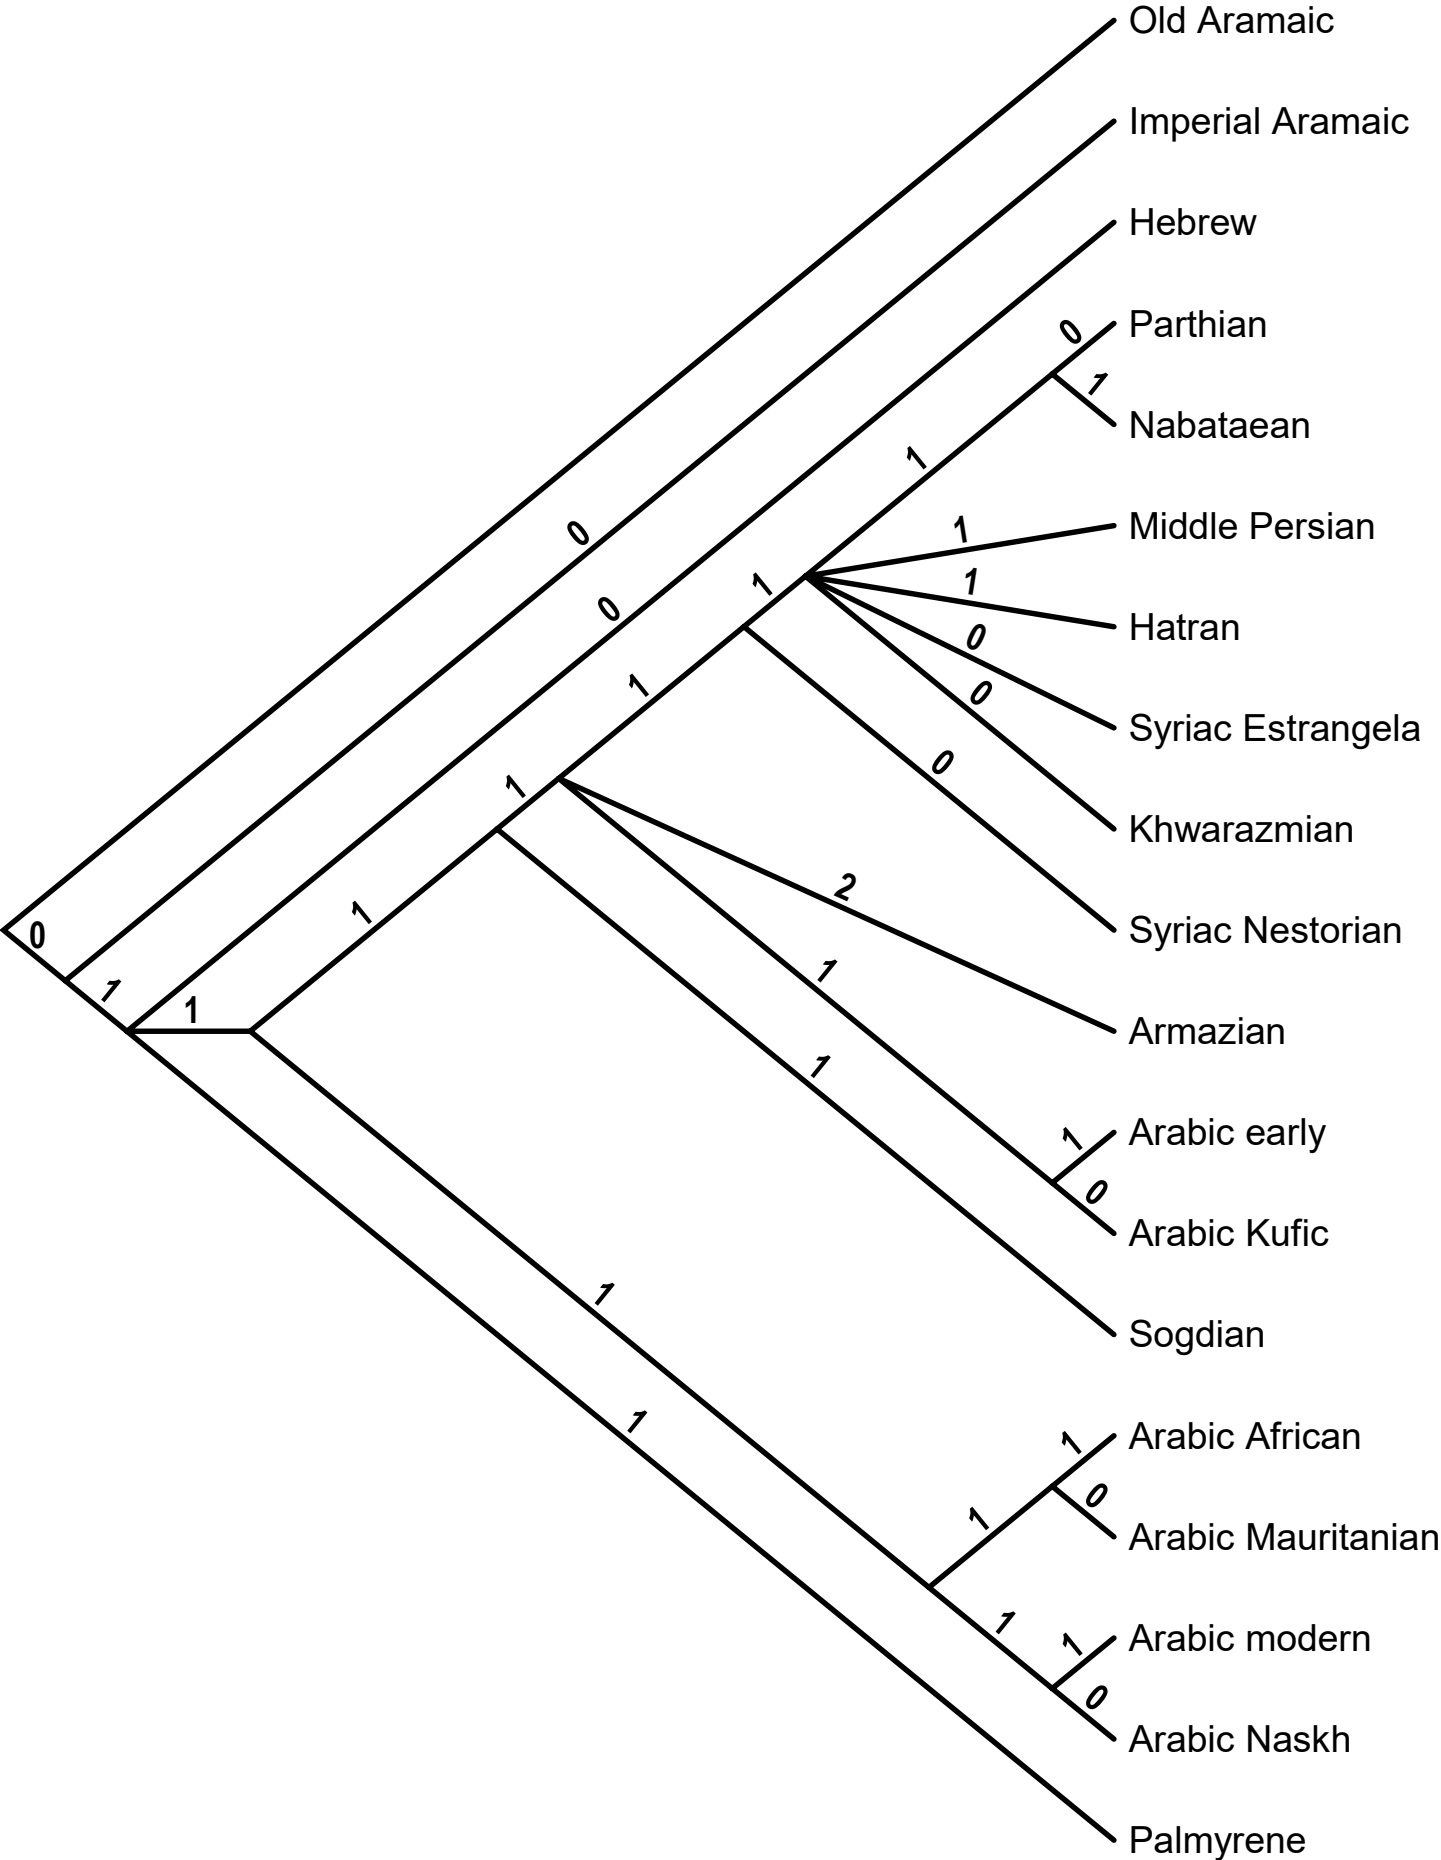 Old Aramaic
Imperial Aramaic
Hebrew
0 Parthian
1 Nabataean
1
1 Middle Persian
0
1 1
Hatran
0
0
0
1 Syriac Estrangela
0
Khwarazmian
1
2
0 Syriac Nestorian
1
1
1 1
Armazian
1
1 Arabic early
0
Arabic Kufic
1
Sogdian
1
1 Arabic African
0
1
Arabic Mauritanian
1
1 Arabic modern
0
Arabic Naskh
Palmyrene